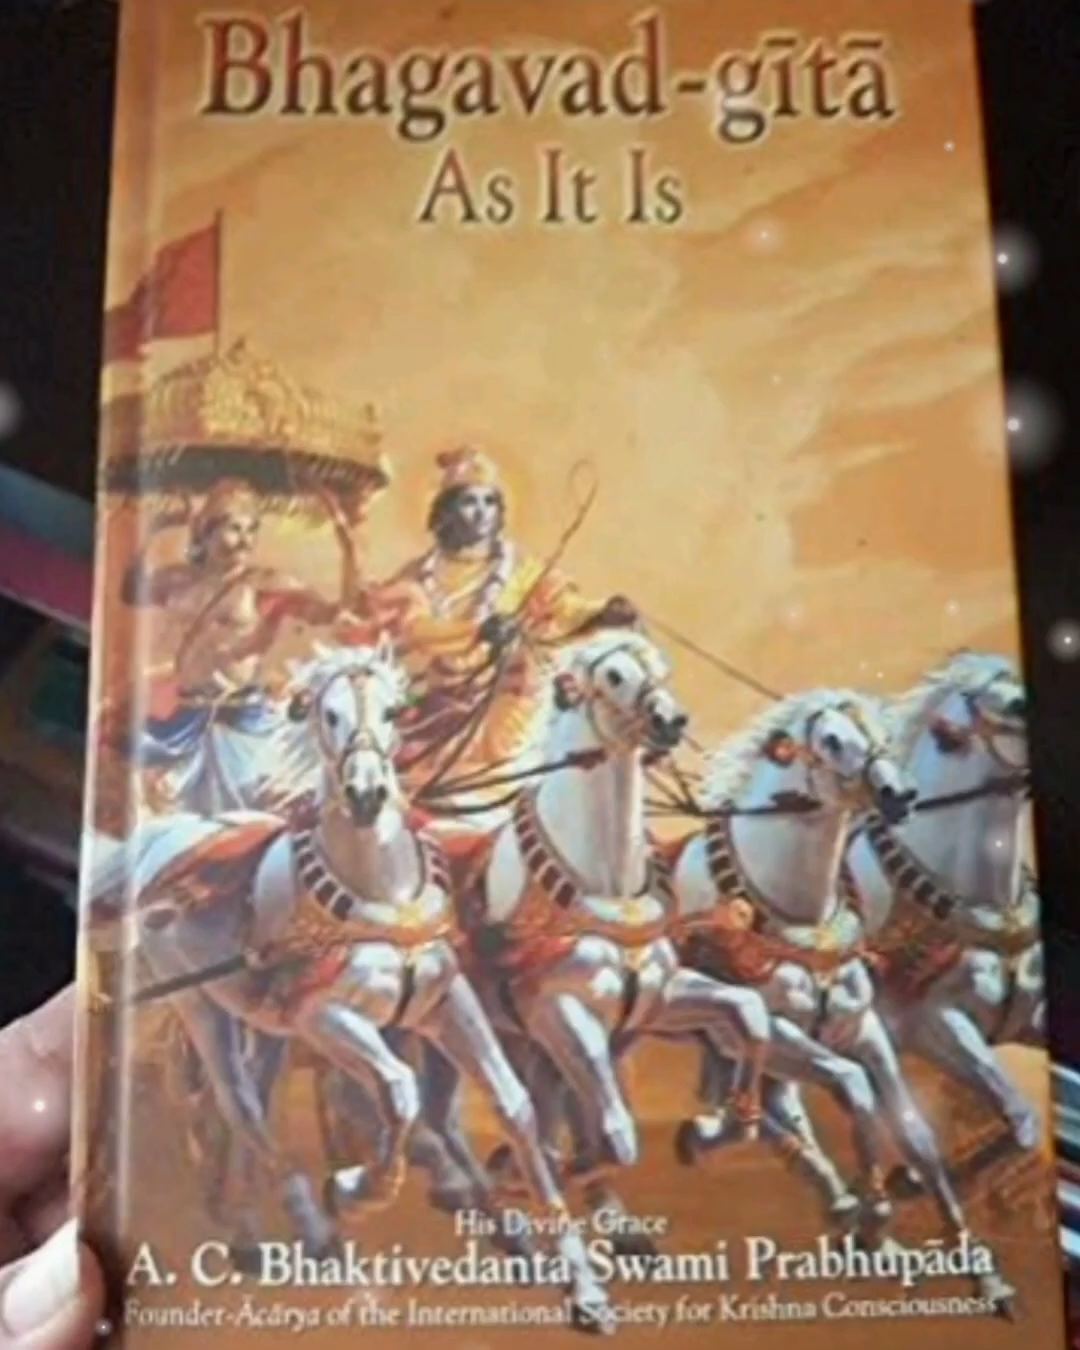 Bhagavad-gītā
As It Is
His Divine Grace
A. C. Bhaktivedanta Swami Prabhupāda
Founder-Ācārya of the International Society for Krishna Consciousness